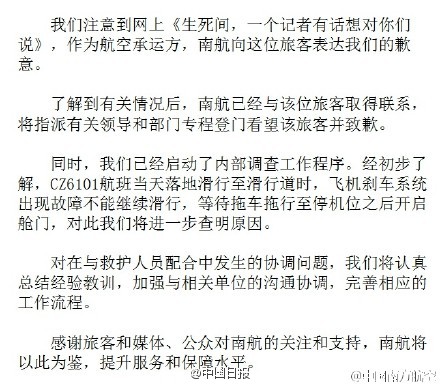 我们注意到网上《生死间，一个记者有话想对你们
说》，作为航空承运方，南航向这位旅客表达我们的歉
意。
了解到有关情况后，南航已经与该位旅客取得联系，
将指派有关领导和部门专程登门看望该旅客并致歉。
同时，我们已经启动了内部调查工作程序。经初步了
解，CZ6101航班当天落地滑行至滑行道时，飞机刹车系统
出现故障不能继续滑行，等待拖车拖行至停机位之后开启
舱门，对此我们将进一步查明原因。
对在与救护人员配合中发生的协调问题，我们将认真
总结经验教训，加强与相关单位的沟通协调，完善相应的
工作流程。
感谢旅客和媒体、公众对南航的关注和支持，南航将
以此为鉴，提升服务和保障水平。
@中国日报
@中国南方航空